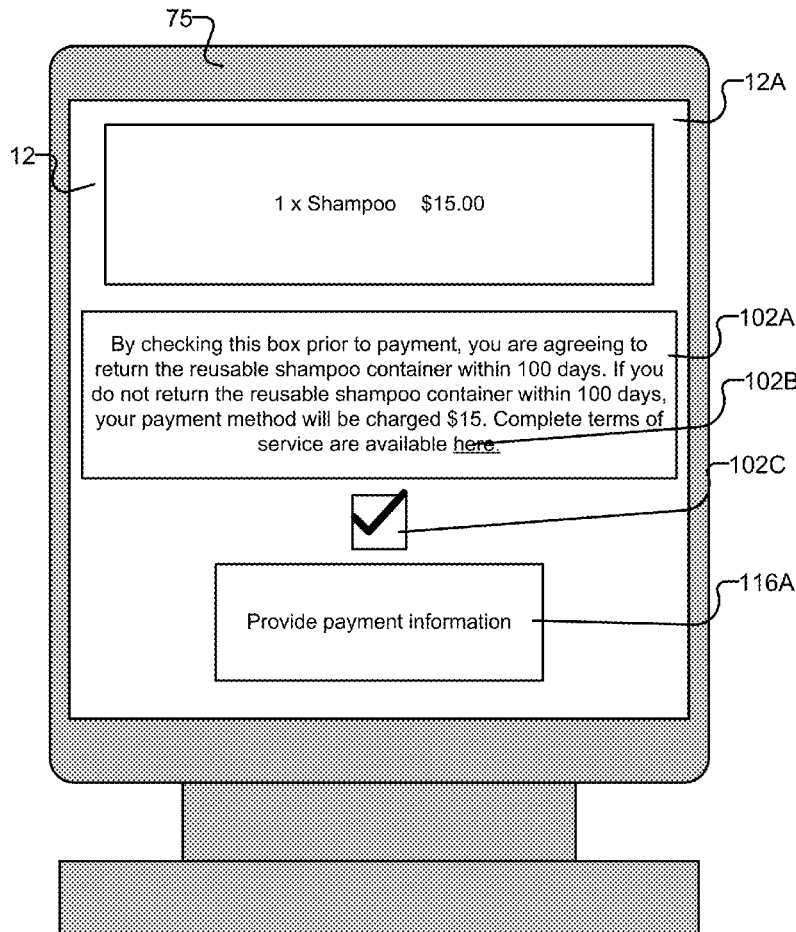 75
12A
12
1 x Shampoo $15.00
102A
By checking this box prior to payment, you are agreeing to
return the reusable shampoo container within 100 days. If you
do not return the reusable shampoo container within 100 days,
your payment method will be charged $15. Complete terms of
service are available here.
102B
102C
Provide payment information
116A